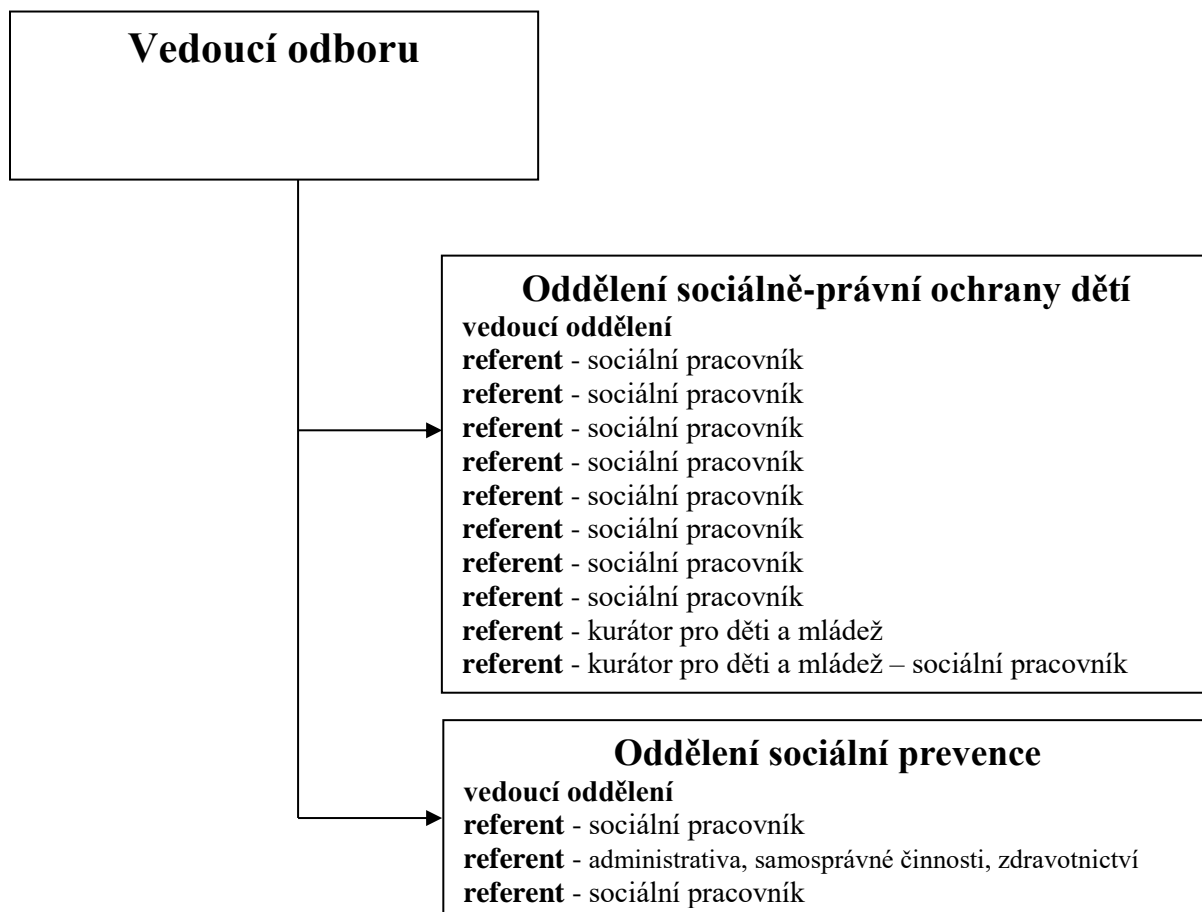 Vedoucí odboru
Oddělení sociálně-právní ochrany dětí
vedoucí oddělení
referent - sociální pracovník
referent - sociální pracovník
referent - sociální pracovník
referent - sociální pracovník
referent - sociální pracovník
referent - sociální pracovník
referent - sociální pracovník
referent - sociální pracovník
referent - kurátor pro děti a mládež
referent - kurátor pro děti a mládež – sociální pracovník
Oddělení sociální prevence
vedoucí oddělení
referent - sociální pracovník
referent - administrativa, samosprávné činnosti, zdravotnictví
referent - sociální pracovník